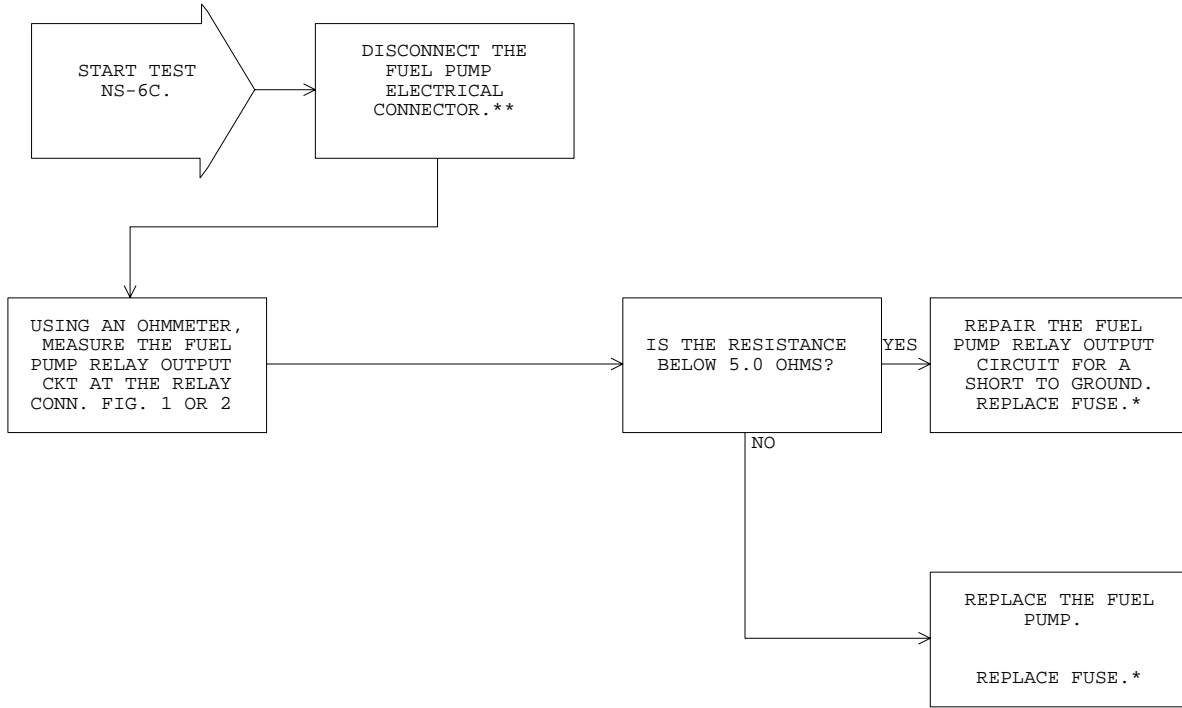 START TEST
NS-6C.
DISCONNECT THE
FUEL PUMP
ELECTRICAL
CONNECTOR.**
USING AN OHMMETER,
MEASURE THE FUEL
PUMP RELAY OUTPUT
CKT AT THE RELAY
CONN. FIG. 1 OR 2
IS THE RESISTANCE
BELOW 5.0 OHMS?
YES
REPAIR THE FUEL
PUMP RELAY OUTPUT
CIRCUIT FOR A
SHORT TO GROUND.
REPLACE FUSE.*
NO
REPLACE THE FUEL
PUMP.
REPLACE FUSE.*